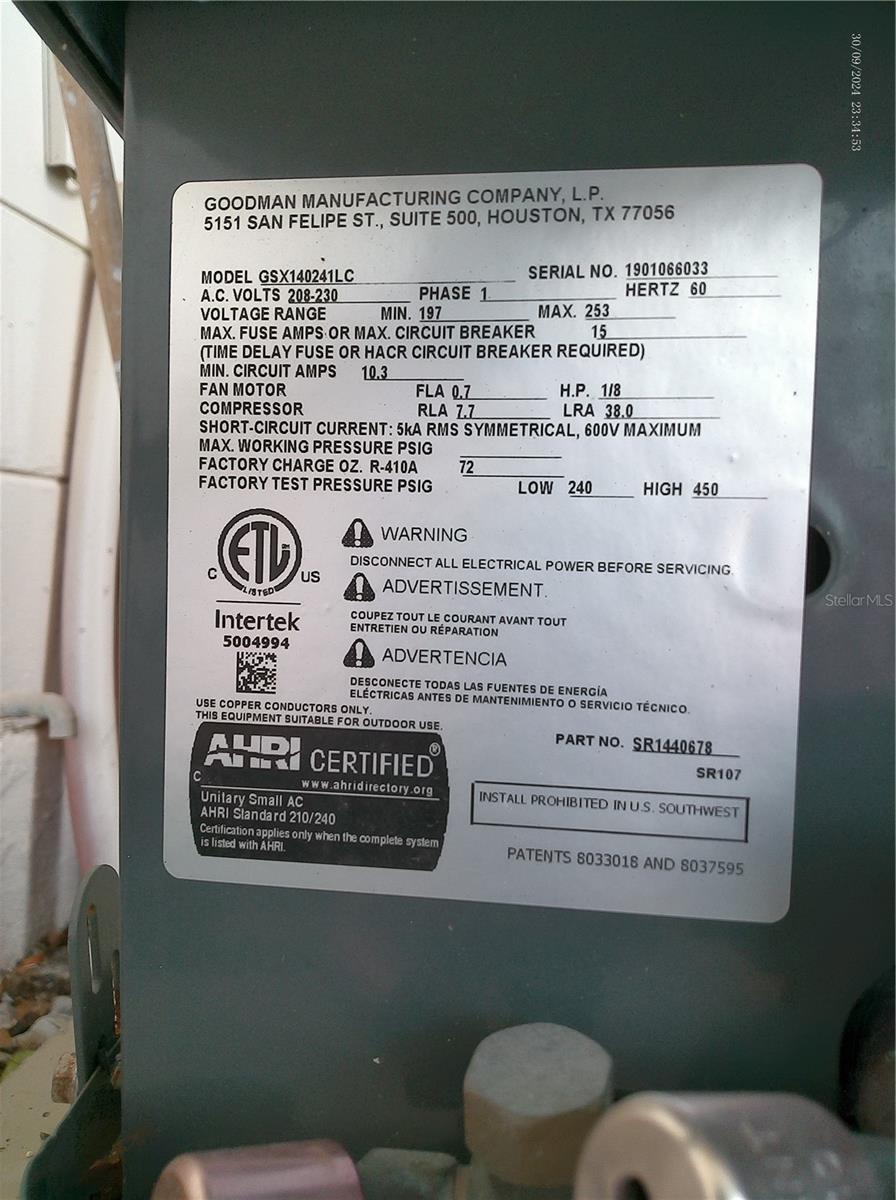 30/09/2024 23:34:53
GOODMAN MANUFACTURING COMPANY, L.P.
5151 SAN FELIPE ST., SUITE 500, HOUSTON, TX 77056
MODEL GSX140241LC SERIAL NO. 1901066033
A.C. VOLTS 208-230 PHASE 1 HERTZ 60
VOLTAGE RANGE MIN. 197 MAX. 253
MAX. FUSE AMPS OR MAX. CIRCUIT BREAKER 15
(TIME DELAY FUSE OR HACR CIRCUIT BREAKER REQUIRED)
MIN. CIRCUIT AMPS 10.3
FAN MOTOR FLA 0.7 H.P. 1/8
COMPRESSOR RLA 7.7 LRA 38.0
SHORT-CIRCUIT CURRENT: 5kA RMS SYMMETRICAL, 600V MAXIMUM
MAX. WORKING PRESSURE PSIG
FACTORY CHARGE OZ. R-410A 72
FACTORY TEST PRESSURE PSIG LOW 240 HIGH 450
ETL
LISTED
C US
Intertek
5004994
WARNING
DISCONNECT ALL ELECTRICAL POWER BEFORE SERVICING.
ADVERTISSEMENT.
COUPEZ TOUT LE COURANT AVANT TOUT
ENTRETIEN OU RÉPARATION
ADVERTENCIA
DESCONECTE TODAS LAS FUENTES DE ENERGÍA
ELÉCTRICAS ANTES DE MANTENIMIENTO O SERVICIO TÉCNICO.
USE COPPER CONDUCTORS ONLY.
THIS EQUIPMENT SUITABLE FOR OUTDOOR USE.
AHRI CERTIFIED®
C
www.ahridirectory.org
Unitary Small AC
AHRI Standard 210/240
Certification applies only when the complete system
is listed with AHRI.
PART NO. SR1440678
SR107
INSTALL PROHIBITED IN U.S. SOUTHWEST
PATENTS 8033018 AND 8037595
StellarMLS